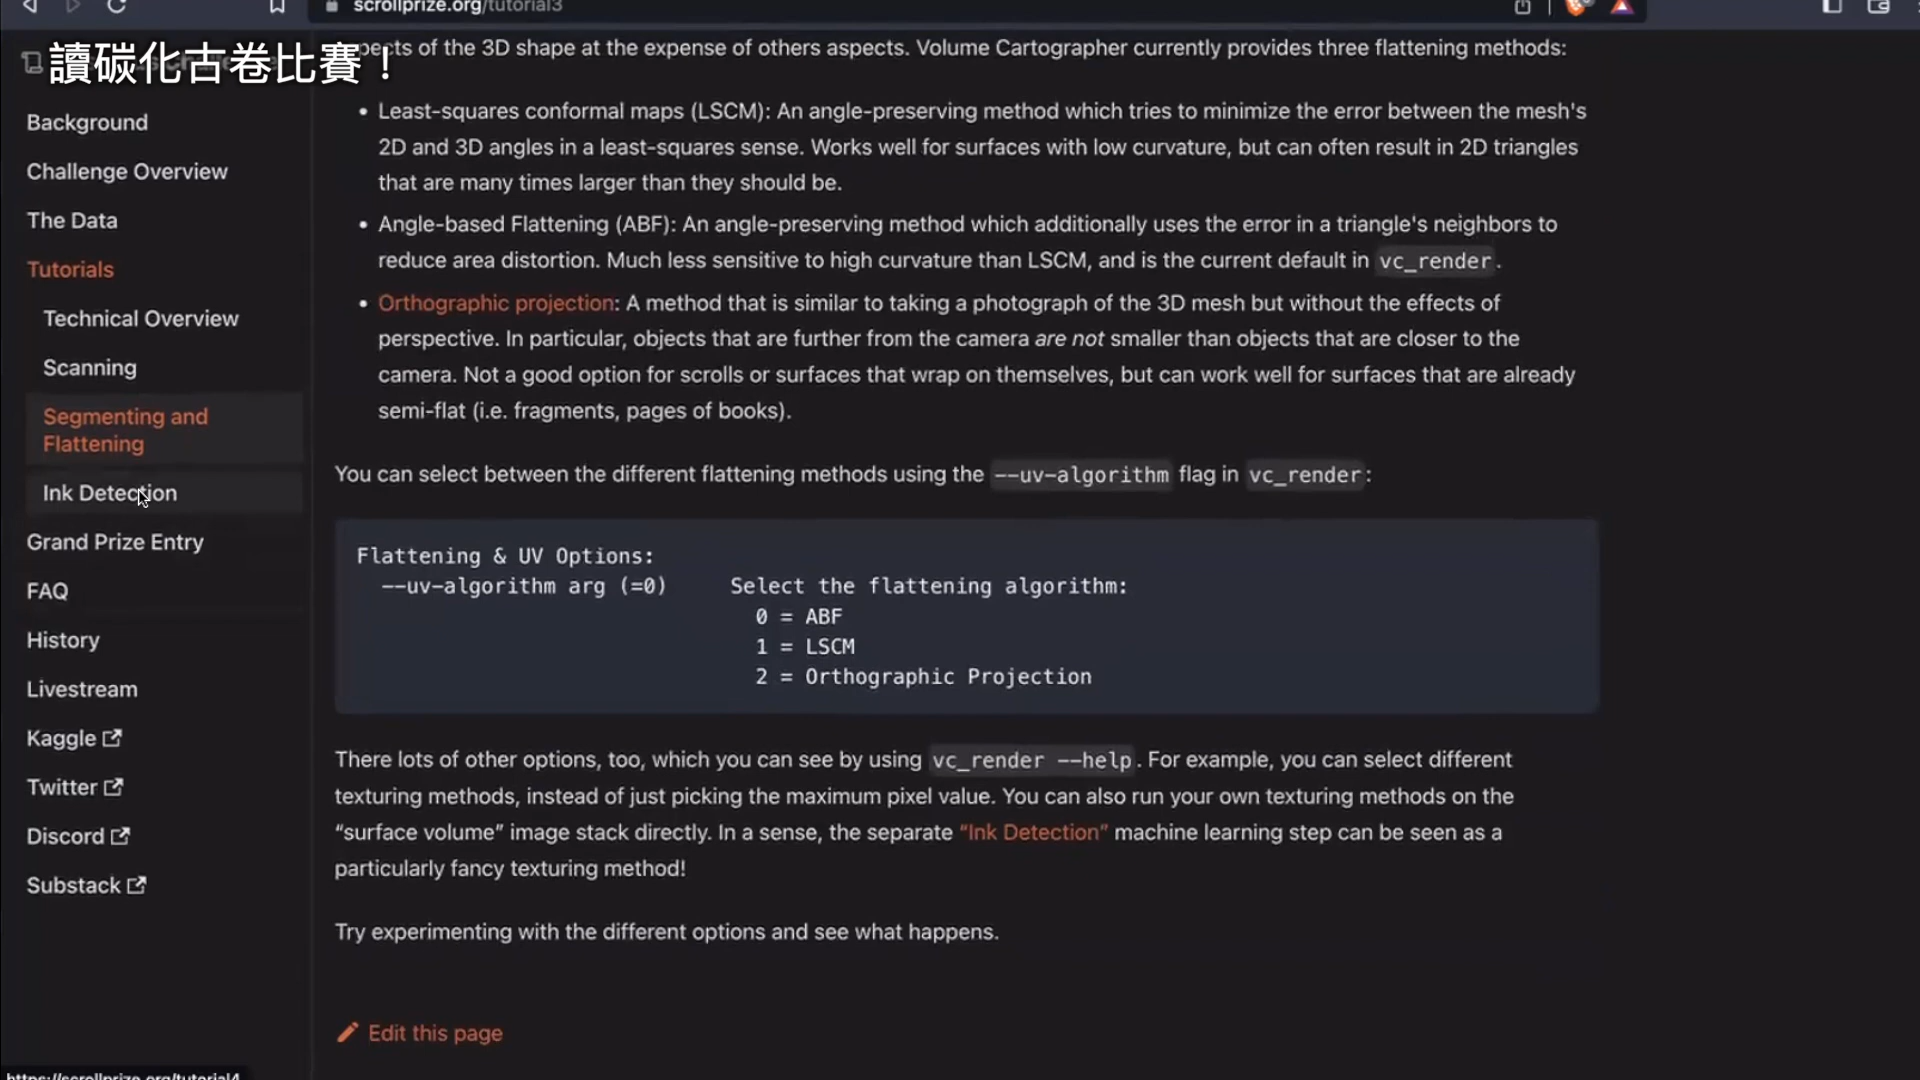 scrollprize.org/tutorial3
讀碳化古卷比賽！
Background
Challenge Overview
The Data
Tutorials
Technical Overview
Scanning
Segmenting and
Flattening
Ink Detection
Grand Prize Entry
FAQ
History
Livestream
Kaggle
Twitter
Discord
Substack
pects of the 3D shape at the expense of others aspects. Volume Cartographer currently provides three flattening methods:
• Least-squares conformal maps (LSCM): An angle-preserving method which tries to minimize the error between the mesh's
2D and 3D angles in a least-squares sense. Works well for surfaces with low curvature, but can often result in 2D triangles
that are many times larger than they should be.
• Angle-based Flattening (ABF): An angle-preserving method which additionally uses the error in a triangle's neighbors to
reduce area distortion. Much less sensitive to high curvature than LSCM, and is the current default in vc_render.
• Orthographic projection: A method that is similar to taking a photograph of the 3D mesh but without the effects of
perspective. In particular, objects that are further from the camera are not smaller than objects that are closer to the
camera. Not a good option for scrolls or surfaces that wrap on themselves, but can work well for surfaces that are already
semi-flat (i.e. fragments, pages of books).
You can select between the different flattening methods using the --uv-algorithm flag in vc_render:
Flattening & UV Options:
--uv-algorithm arg (=0) Select the flattening algorithm:
0 = ABF
1 = LSCM
2 = Orthographic Projection
There lots of other options, too, which you can see by using vc_render --help. For example, you can select different
texturing methods, instead of just picking the maximum pixel value. You can also run your own texturing methods on the
“surface volume” image stack directly. In a sense, the separate “Ink Detection” machine learning step can be seen as a
particularly fancy texturing method!
Try experimenting with the different options and see what happens.
Edit this page
https://scrollprize.org/tutorial4